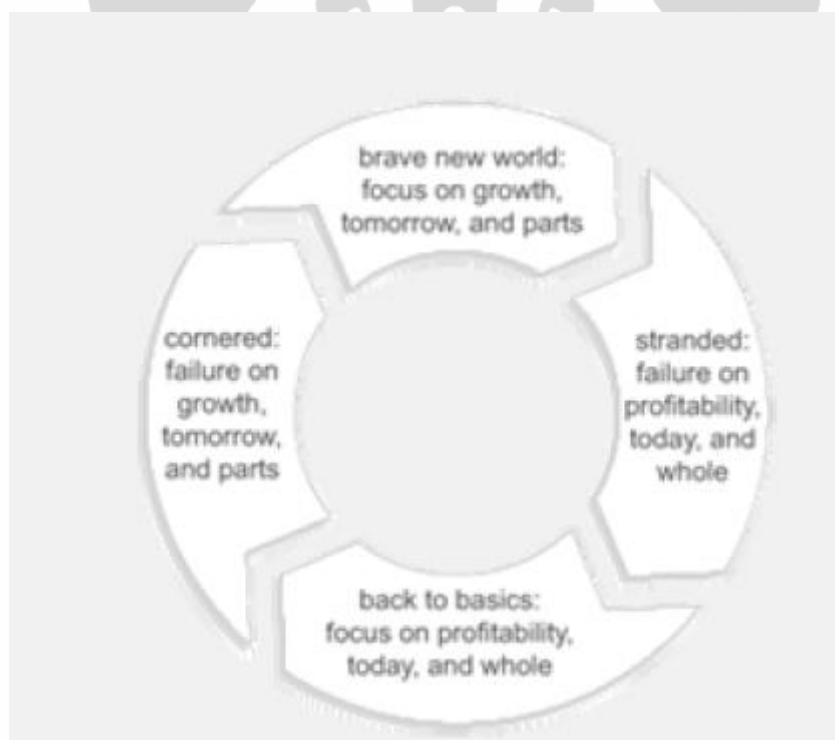 brave new world:
focus on growth,
tomorrow, and parts
stranded:
failure on
profitability,
today, and
whole
back to basics:
focus on profitability,
today, and whole
cornered:
failure on
growth,
tomorrow,
and parts